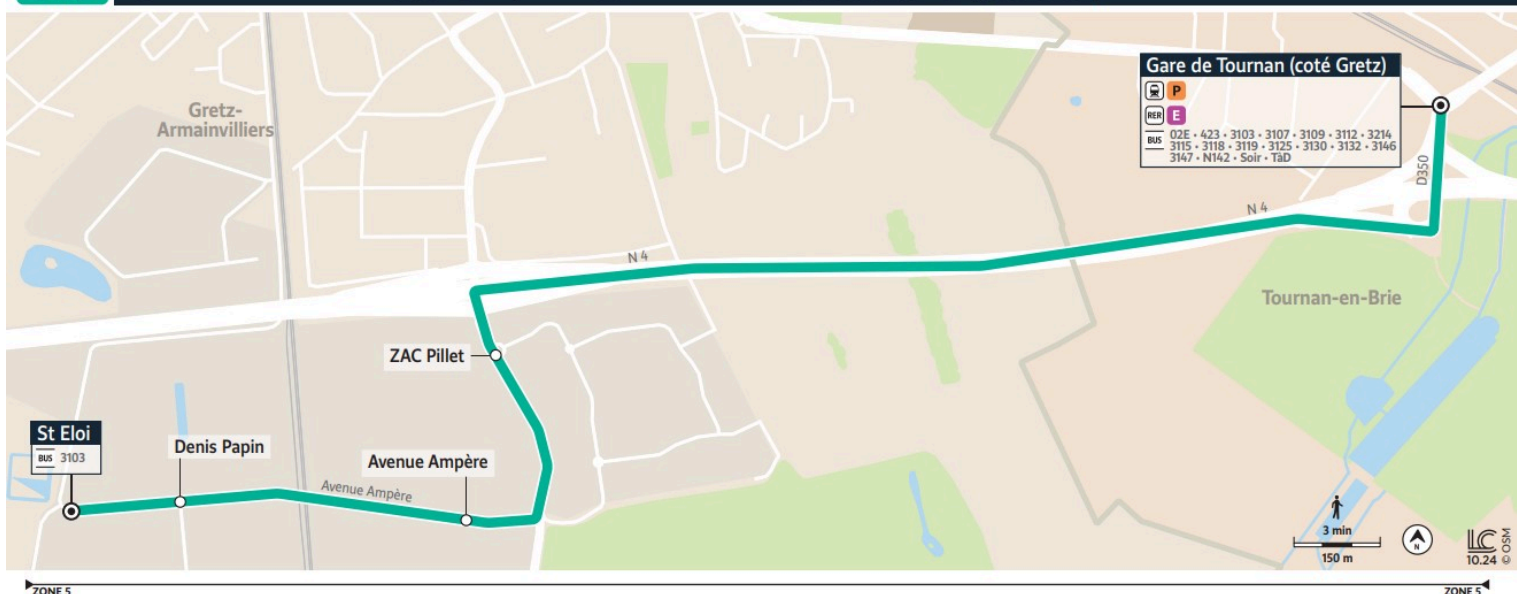 Gretz-
Armainvilliers
Gare de Tournan (coté Gretz)
P
RER E
BUS 02E • 423 • 3103 • 3107 • 3109 • 3112 • 3214
3115 • 3118 • 3119 • 3125 • 3130 • 3132 • 3146
3147 • N142 • Soir • TàD
D350
N 4
N 4
Tournan-en-Brie
ZAC Pillet
St Eloi
BUS 3103
Denis Papin
Avenue Ampère
Avenue Ampère
3 min
150 m
N
LC
10.24 © OSM
ZONE 5
ZONE 5